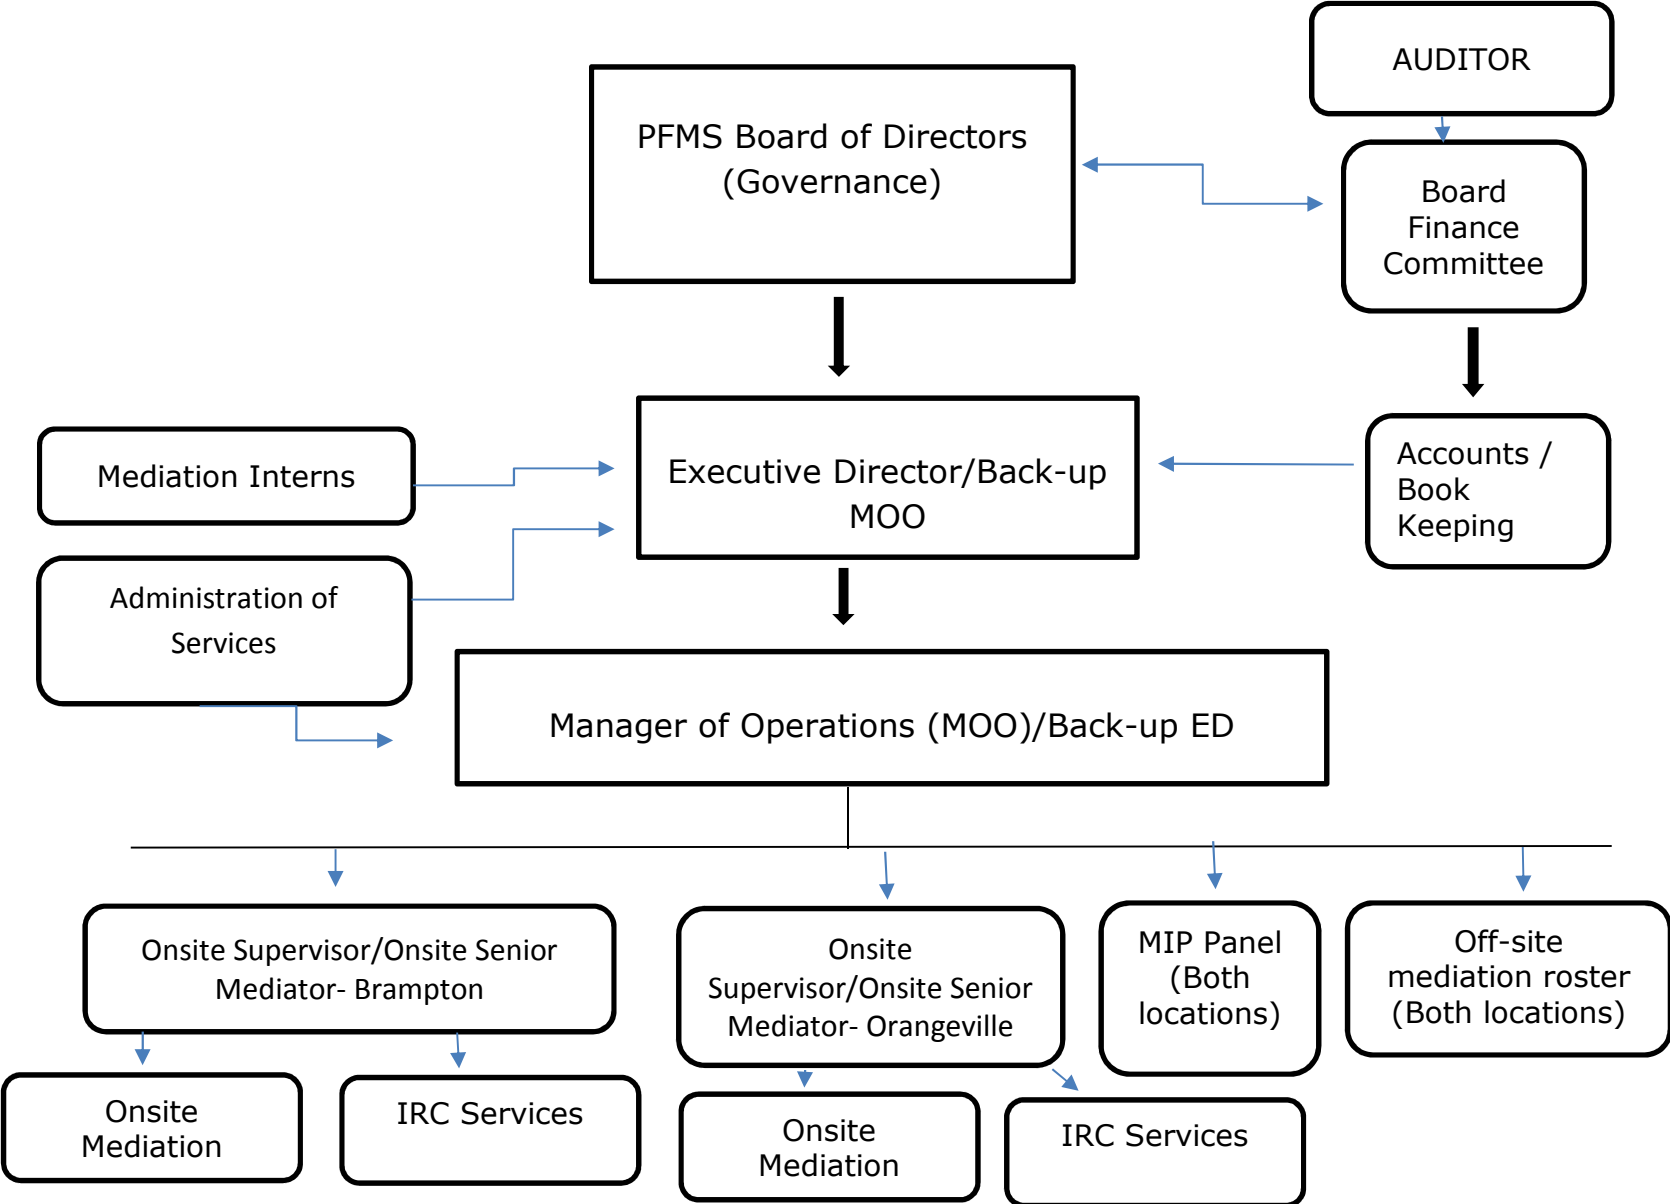 AUDITOR
PFMS Board of Directors
(Governance)
Board
Finance
Committee
Mediation Interns
Executive Director/Back-up
MOO
Accounts /
Book
Keeping
Administration of
Services
Manager of Operations (MOO)/Back-up ED
Onsite Supervisor/Onsite Senior
Mediator- Brampton
Onsite
Supervisor/Onsite Senior
Mediator- Orangeville
MIP Panel
(Both
locations)
Off-site
mediation roster
(Both locations)
Onsite
Mediation
IRC Services
Onsite
Mediation
IRC Services